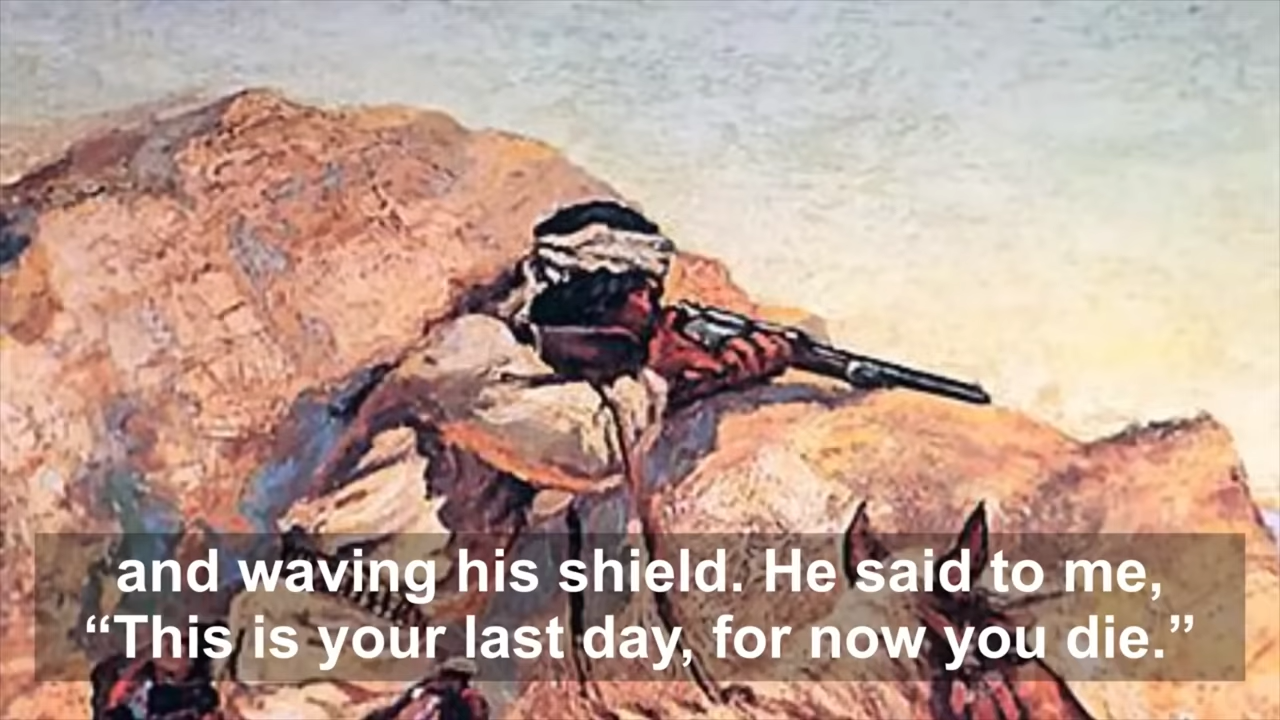 and waving his shield. He said to me,
“This is your last day, for now you die.”